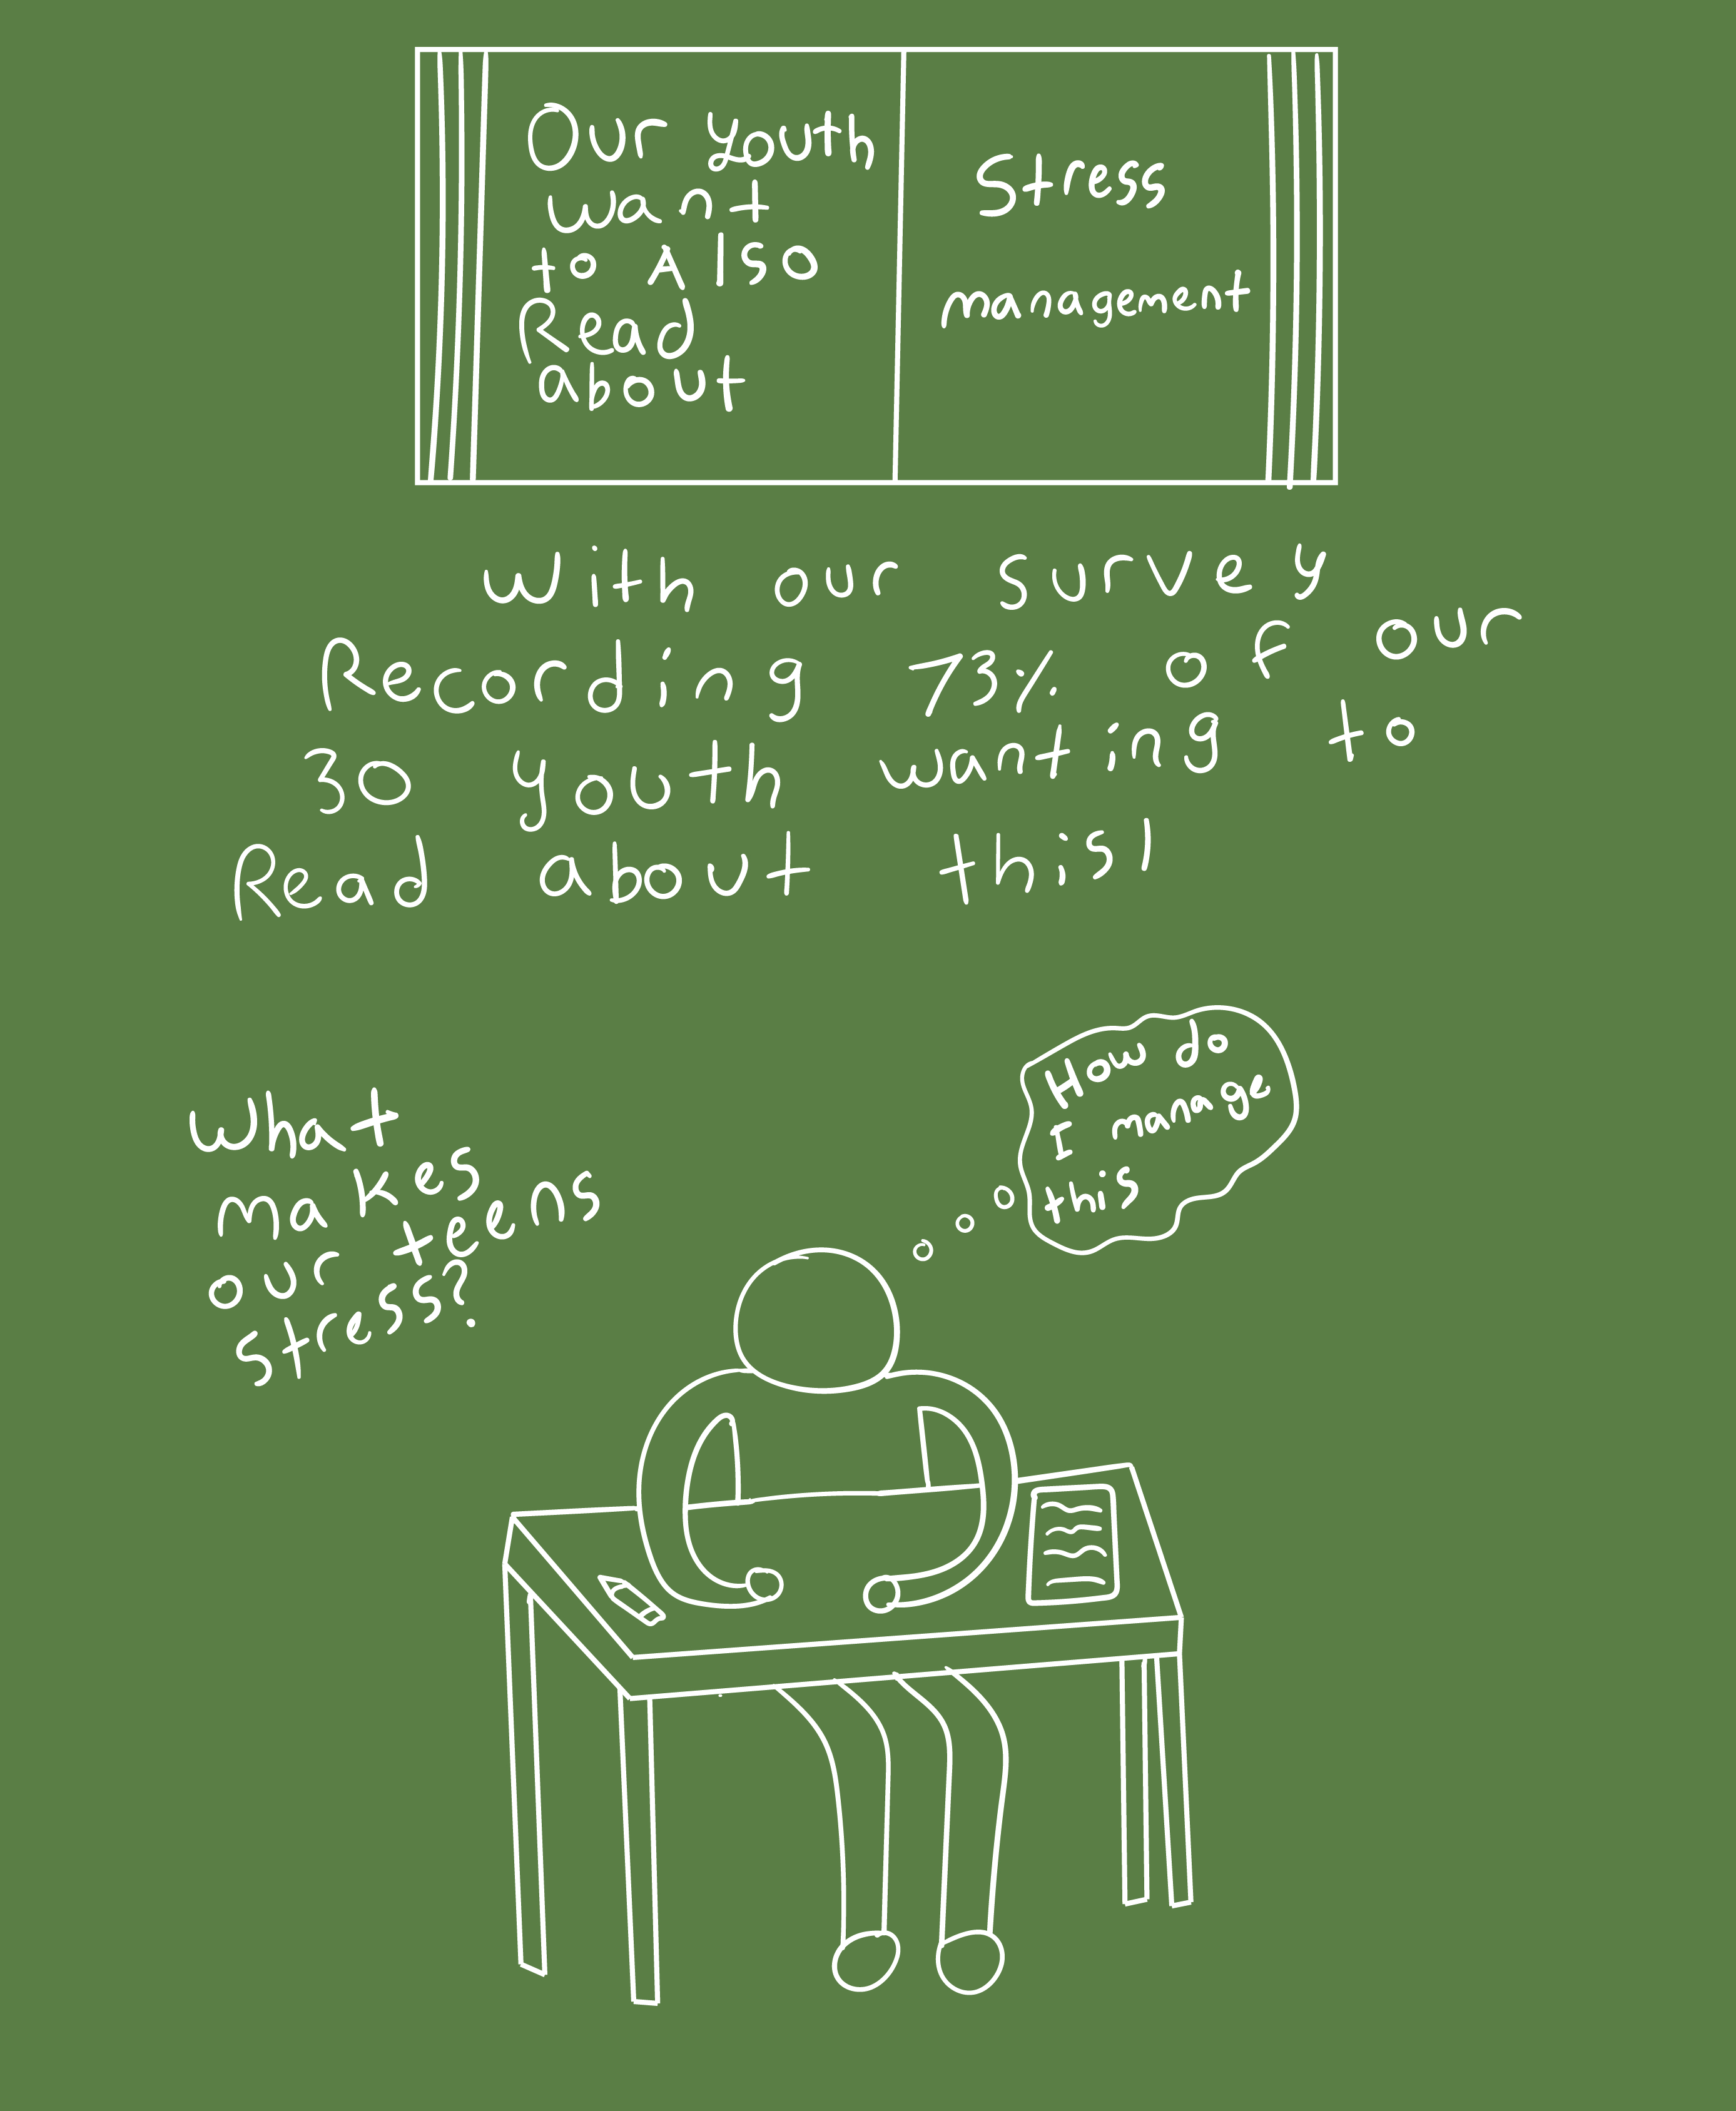 Our youth
want
to Also
Read
about
Stress
management
With our survey
Recording 73% of our
30 youth wanting to
Read about this!
What
makes
our teens
stress?
How do
I manage
this